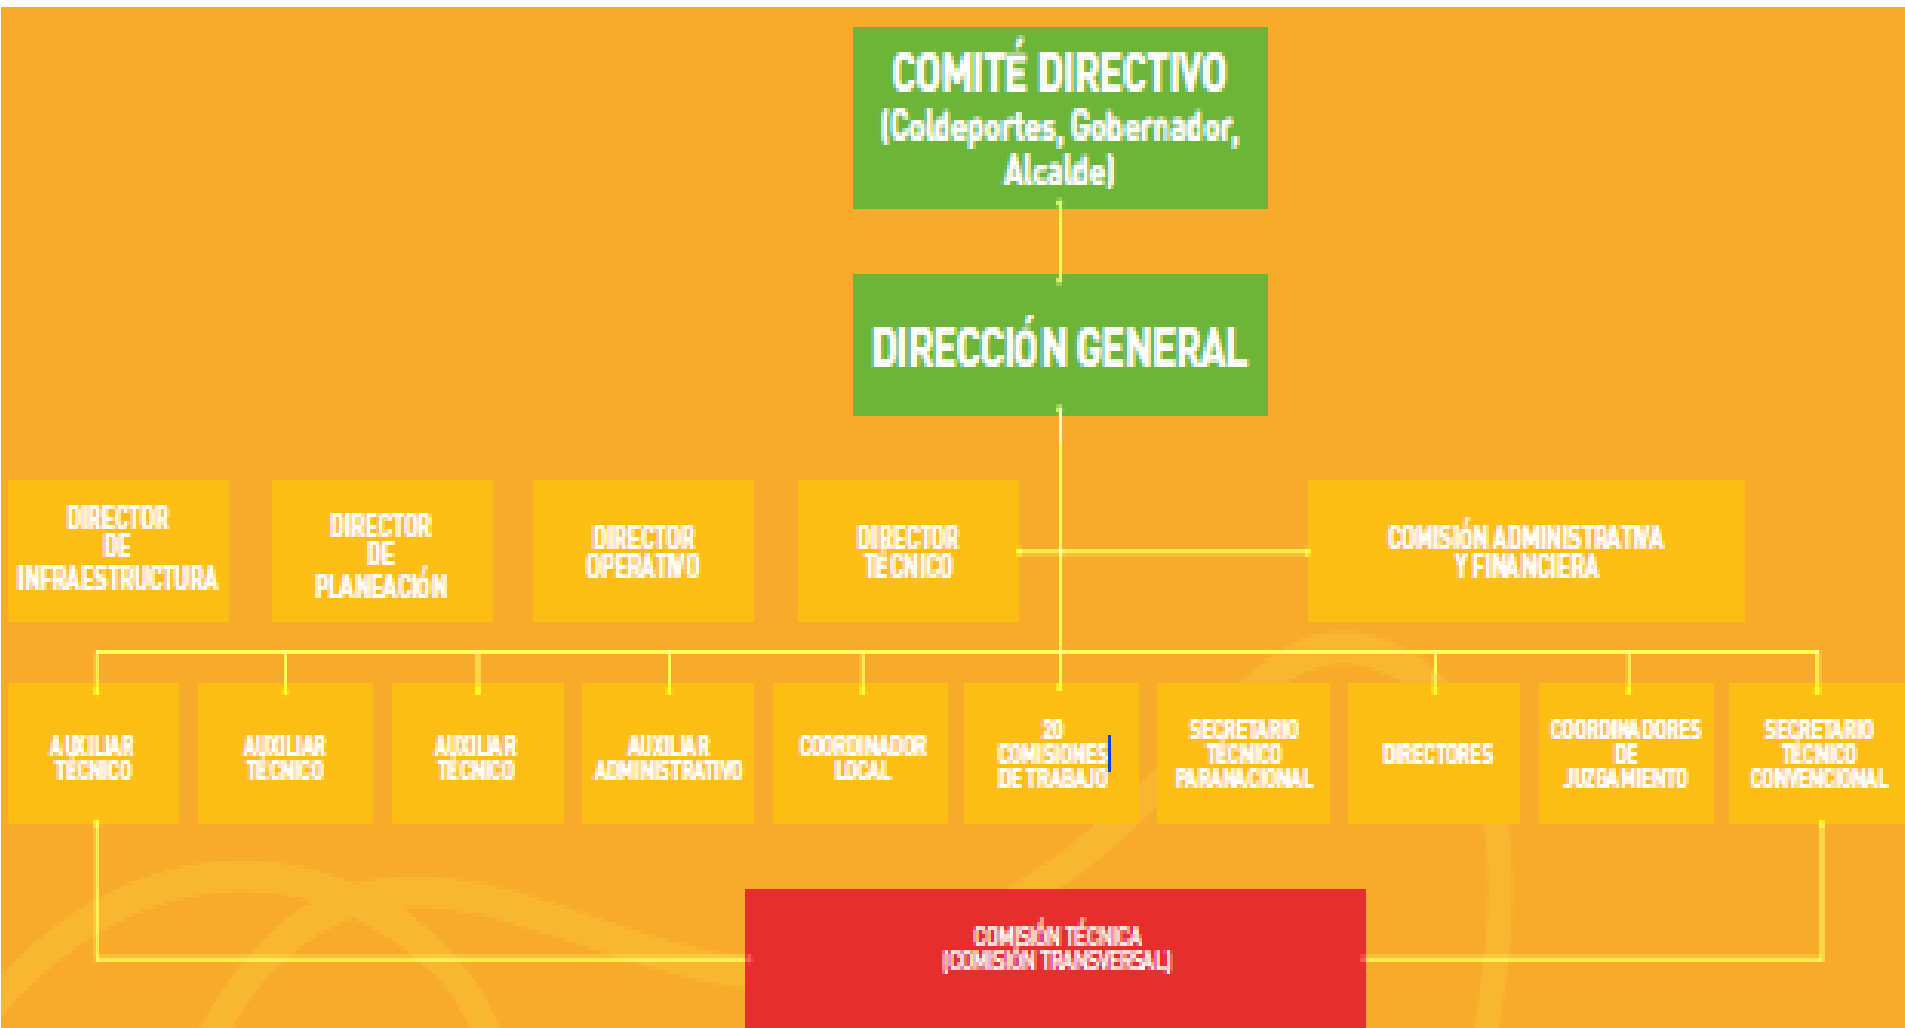 COMITÉ DIRECTIVO
(Coldeportes, Gobernador,
Alcalde)
DIRECCIÓN GENERAL
DIRECTOR
DE
INFRAESTRUCTURA
DIRECTOR
DE
PLANEACIÓN
DIRECTOR
OPERATIVO
DIRECTOR
TÉCNICO
COMISIÓN ADMINISTRATIVA
Y FINANCIERA
AUXILIAR
TÉCNICO
AUXILIAR
TÉCNICO
AUXILIAR
TÉCNICO
AUXILIAR
ADMINISTRATIVO
COORDINADOR
LOCAL
20
COMISIONES
DE TRABAJO
SECRETARIO
TÉCNICO
PARANACIONAL
DIRECTORES
COORDINADORES
DE
JUZGAMIENTO
SECRETARIO
TÉCNICO
CONVENCIONAL
COMISIÓN TÉCNICA
(COMISIÓN TRANSVERSAL)